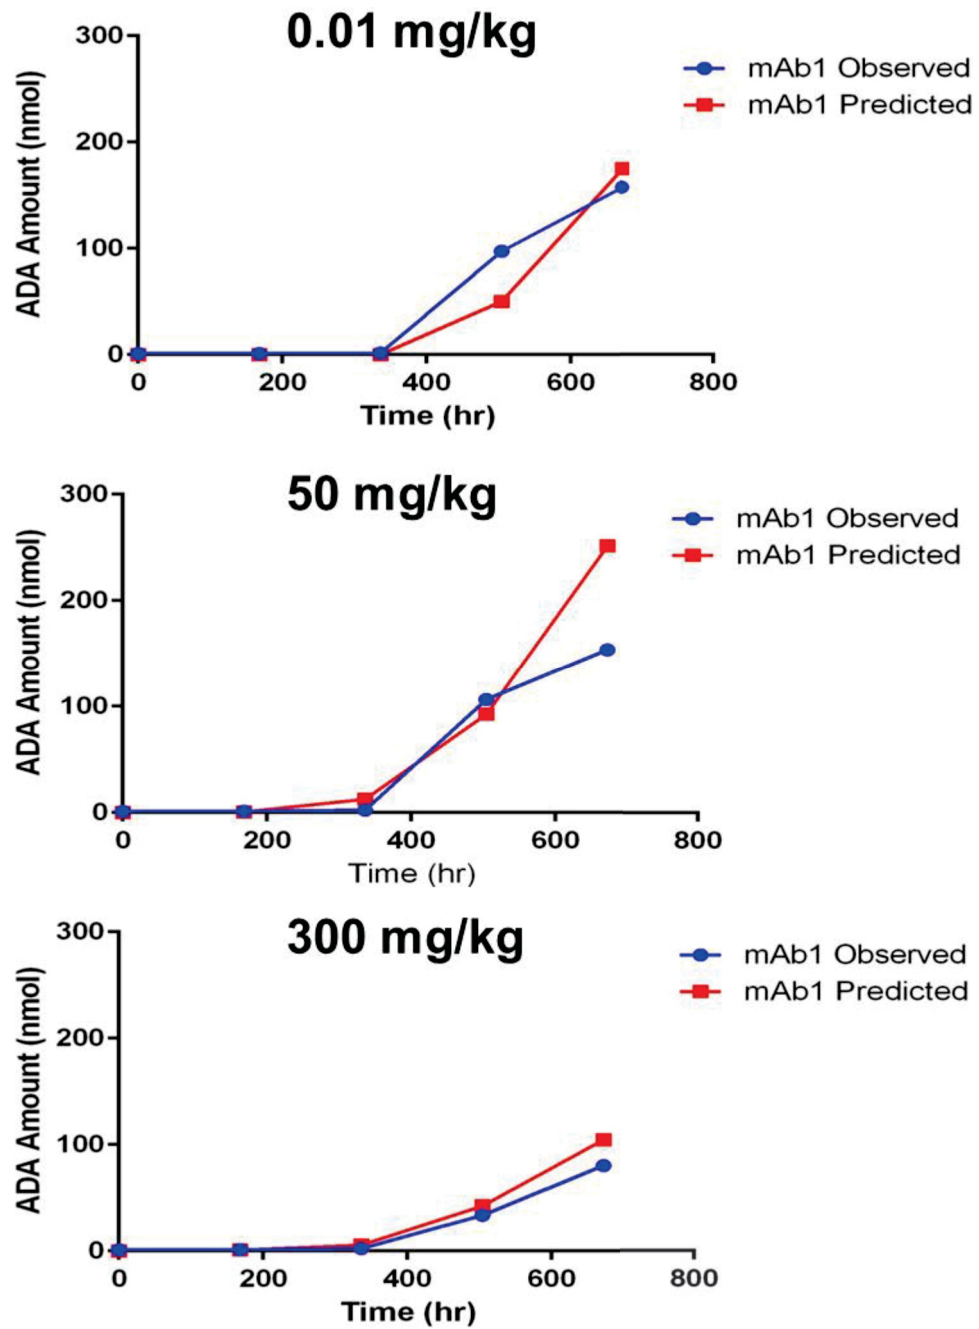 0.01 mg/kg
300
200
100
0
ADA Amount (nmol)
0 200 400 600 800
Time (hr)
mAb1 Observed
mAb1 Predicted
50 mg/kg
300
200
100
0
ADA Amount (nmol)
0 200 400 600 800
Time (hr)
mAb1 Observed
mAb1 Predicted
300 mg/kg
300
200
100
0
ADA Amount (nmol)
0 200 400 600 800
Time (hr)
mAb1 Observed
mAb1 Predicted